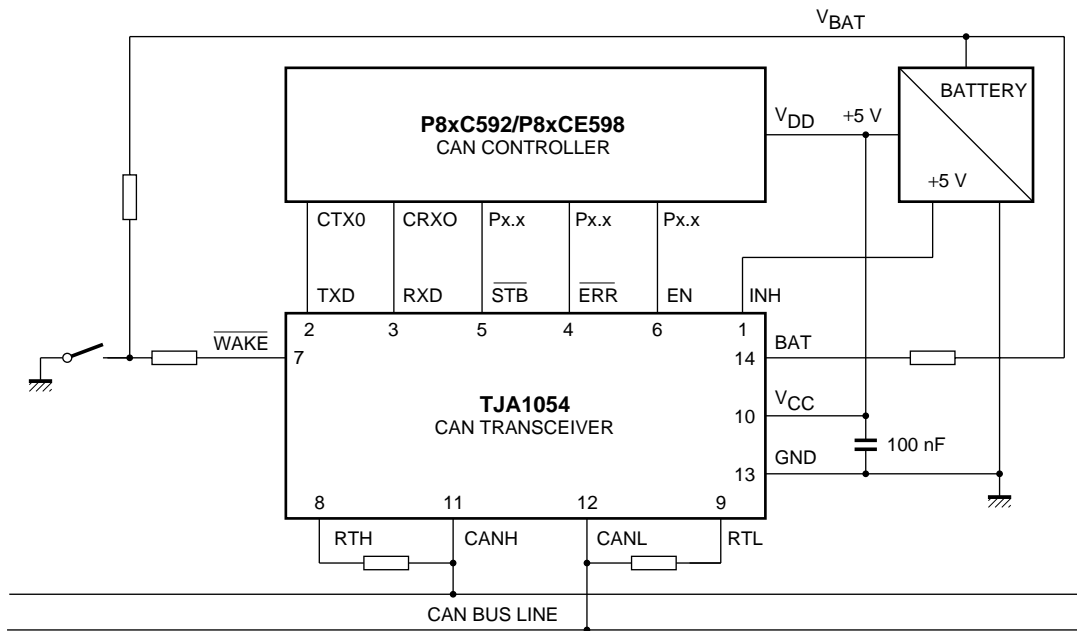 VBAT
BATTERY
P8xC592/P8xCE598
CAN CONTROLLER
VDD
+5 V
+5 V
CTX0
CRXO
Px.x
Px.x
Px.x
TXD
RXD
STB
ERR
EN
INH
2
3
5
4
6
1
WAKE
7
14
BAT
TJA1054
CAN TRANSCEIVER
10
VCC
100 nF
13
GND
8
11
12
9
RTH
CANH
CANL
RTL
CAN BUS LINE